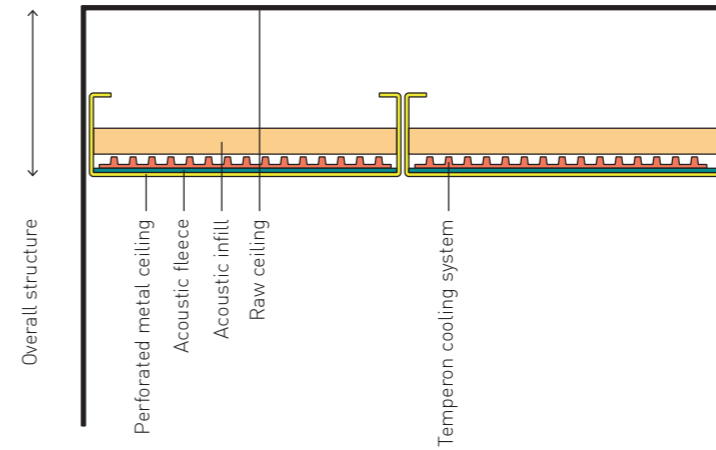 Overall structure
Perforated metal ceiling
Acoustic fleece
Acoustic infill
Raw ceiling
Temperon cooling system